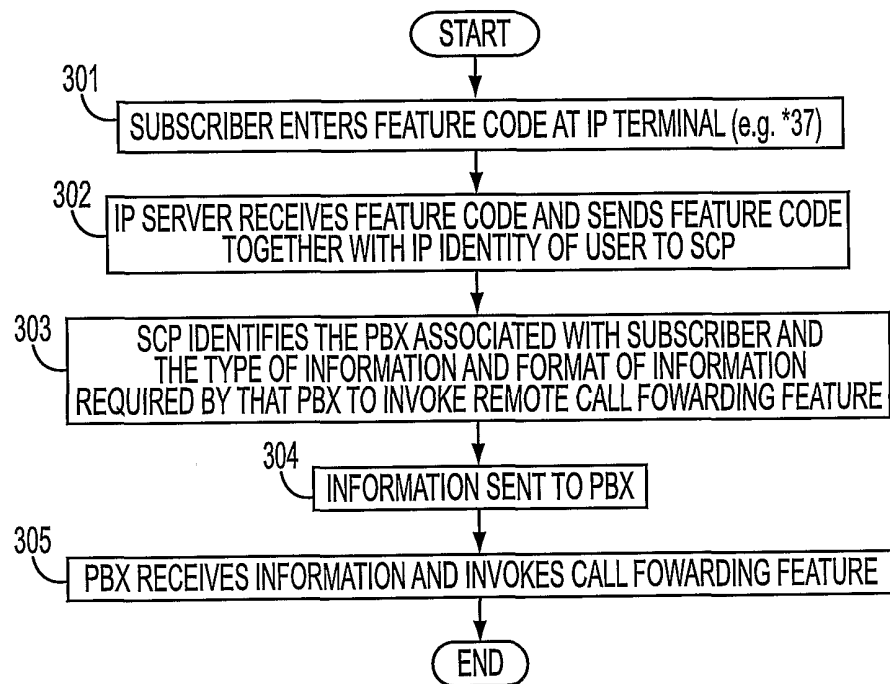 START
301
SUBSCRIBER ENTERS FEATURE CODE AT IP TERMINAL (e.g. *37)
302
IP SERVER RECEIVES FEATURE CODE AND SENDS FEATURE CODE
TOGETHER WITH IP IDENTITY OF USER TO SCP
303
SCP IDENTIFIES THE PBX ASSOCIATED WITH SUBSCRIBER AND
THE TYPE OF INFORMATION AND FORMAT OF INFORMATION
REQUIRED BY THAT PBX TO INVOKE REMOTE CALL FOWARDING FEATURE
304
INFORMATION SENT TO PBX
305
PBX RECEIVES INFORMATION AND INVOKES CALL FOWARDING FEATURE
END